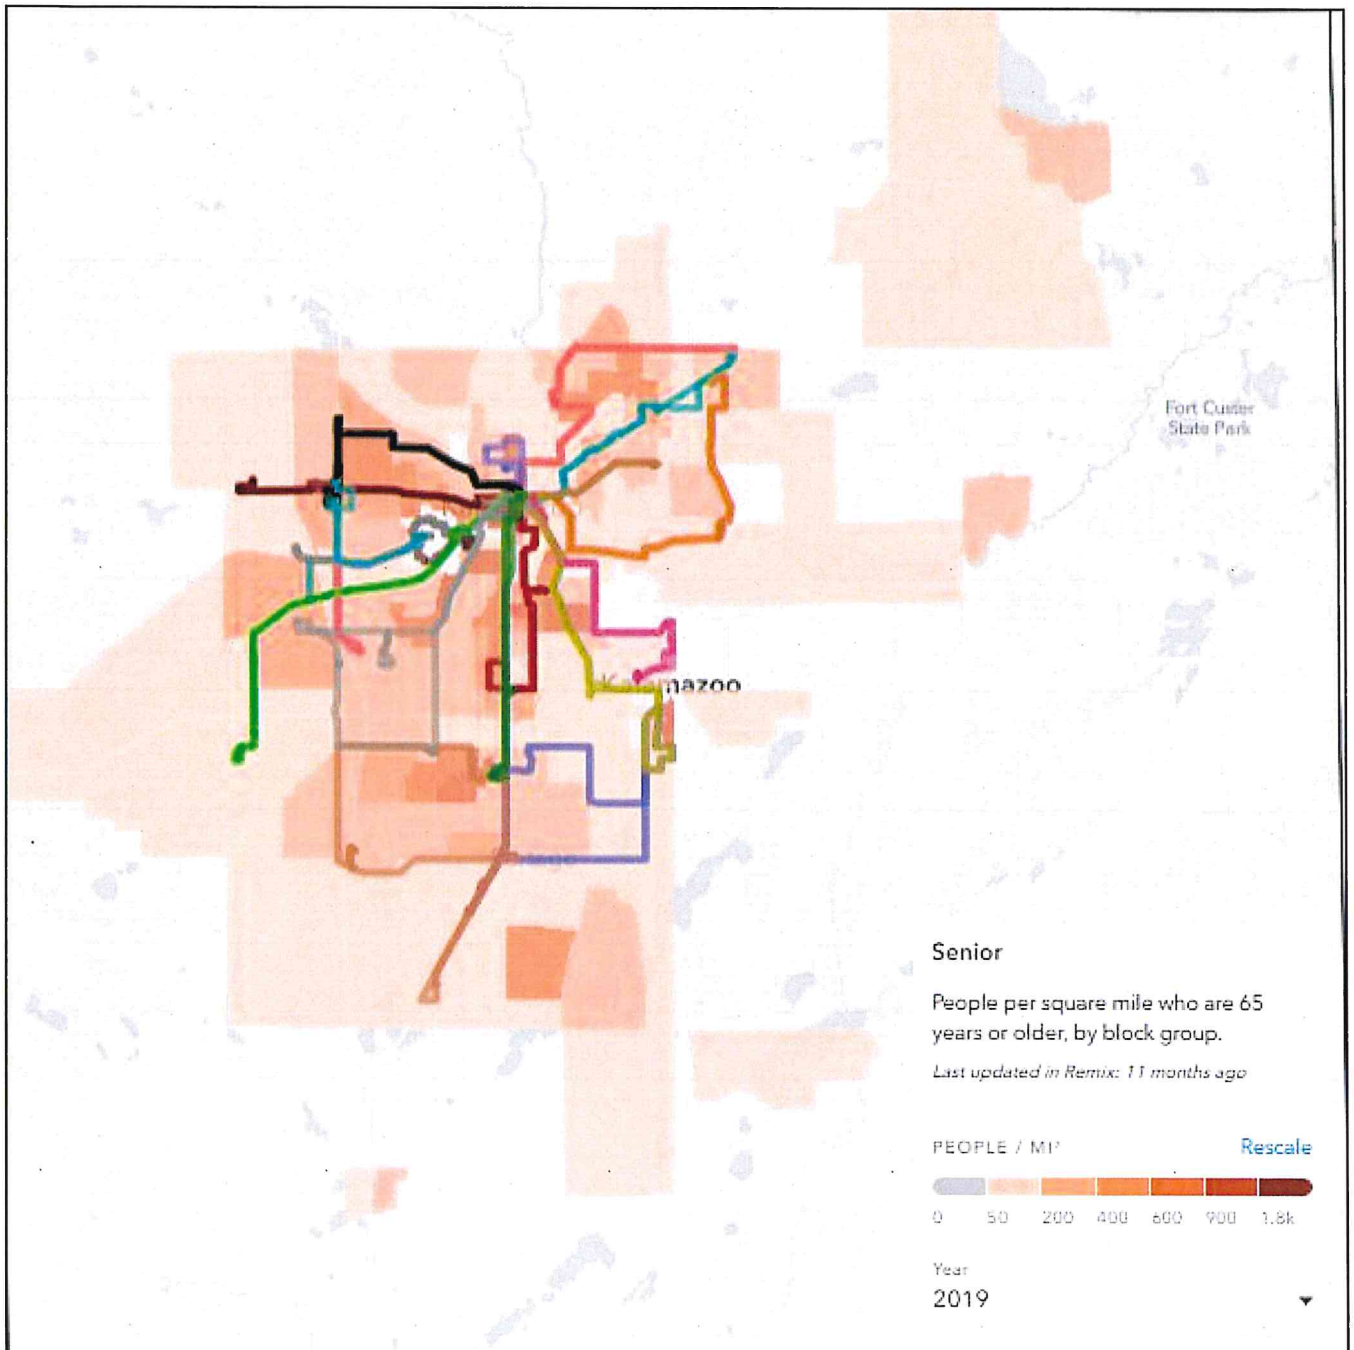 Fort Custer
State Park
Kalamazoo
Senior
People per square mile who are 65
years or older, by block group.
Last updated in Remix: 11 months ago
PEOPLE / MI²
Rescale
0 50 200 400 600 900 1.8k
Year
2019